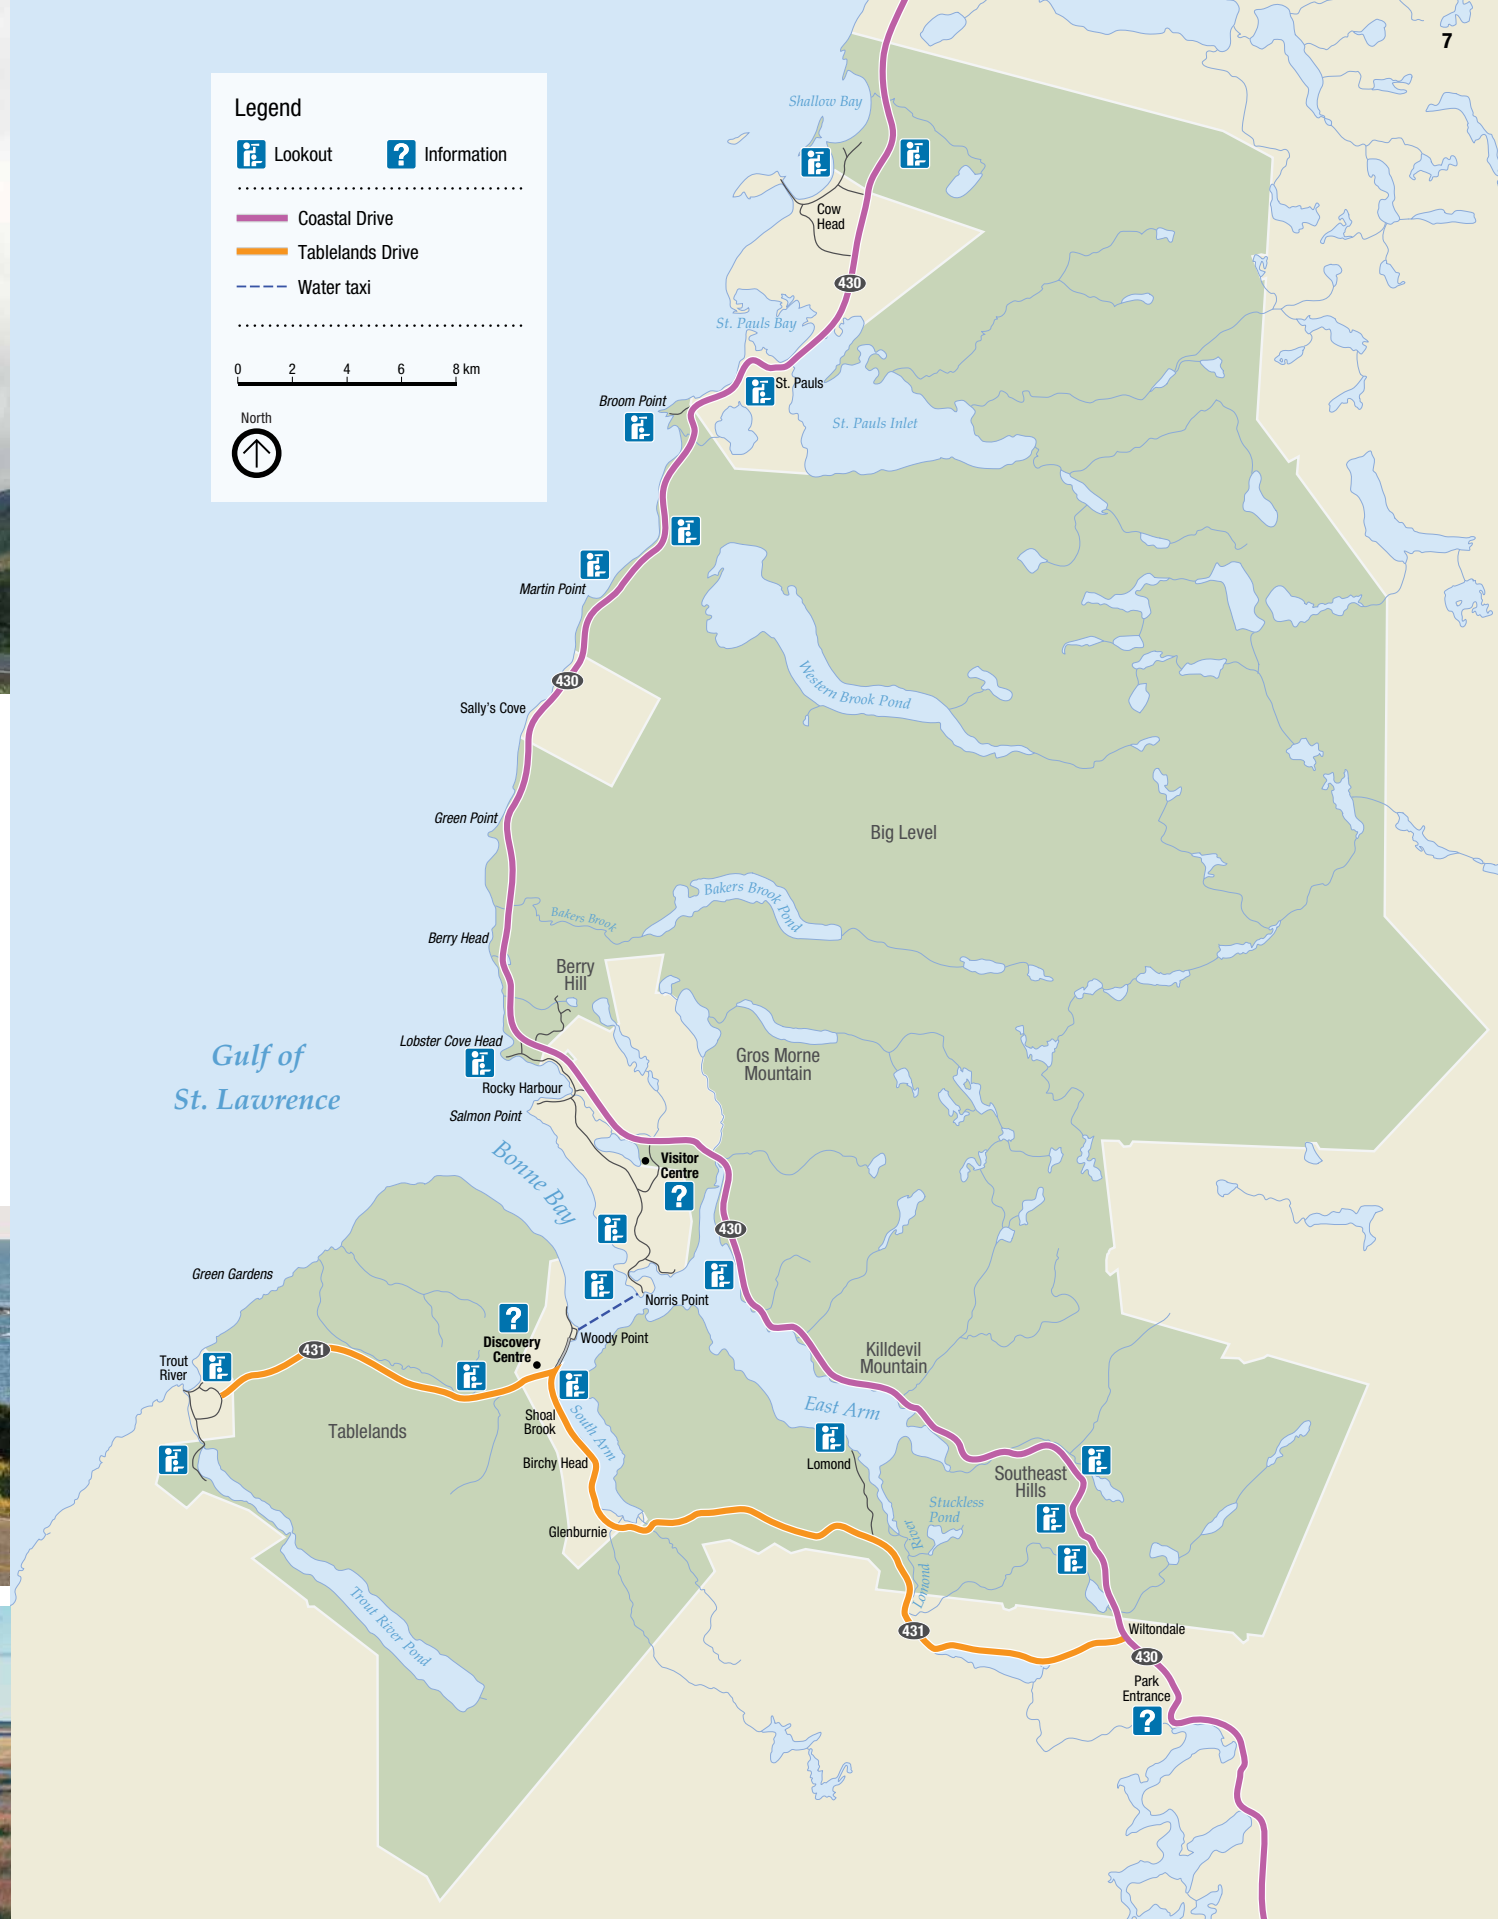 7
Legend
Lookout
? Information
Coastal Drive
Tablelands Drive
Water taxi
0 2 4 6 8 km
North
Shallow Bay
Cow
Head
430
St. Pauls Bay
St. Pauls
Broom Point
St. Pauls Inlet
Martin Point
Western Brook Pond
430
Sally's Cove
Green Point
Big Level
Bakers Brook Pond
Bakers Brook
Berry Head
Berry
Hill
Lobster Cove Head
Gulf of
St. Lawrence
Gros Morne
Mountain
Rocky Harbour
Salmon Point
Bonne Bay
Visitor
Centre
?
430
Green Gardens
Norris Point
?
Discovery
Centre
Woody Point
431
Trout
River
Killdevil
Mountain
East Arm
Shoal
Brook
South Arm
Tablelands
Birchy Head
Lomond
Southeast
Hills
Stuckless
Pond
Glenburnie
Lomond River
Trout River Pond
431
Wiltondale
430
Park
Entrance
?